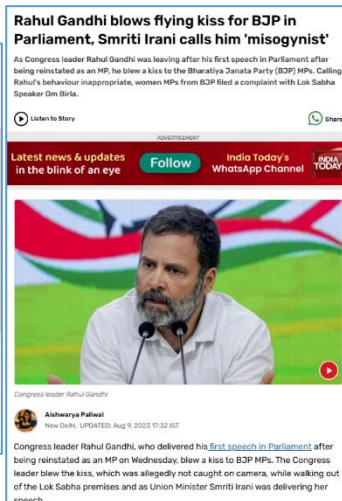 Rahul Gandhi blows flying kiss for BJP in
Parliament, Smriti Irani calls him 'misogynist'
As Congress leader Rahul Gandhi was leaving after his first speech in Parliament after
being reinstated as an MP, he blew a kiss to the Bharatiya Janata Party (BJP) MPs. Calling
Rahul's behaviour inappropriate, women MPs from BJP filed a complaint with Lok Sabha
Speaker Om Birla.
Listen to Story
Share
ADVERTISEMENT
Latest news & updates
in the blink of an eye
Follow
India Today's
WhatsApp Channel
INDIA
TODAY
Congress leader Rahul Gandhi
Aishwarya Paliwal
New Delhi, UPDATED: Aug 9, 2023 17:32 IST
Congress leader Rahul Gandhi, who delivered his first speech in Parliament after
being reinstated as an MP on Wednesday, blew a kiss to BJP MPs. The Congress
leader blew the kiss, which was allegedly not caught on camera, while walking out
of the Lok Sabha premises and as Union Minister Smriti Irani was delivering her
speech.